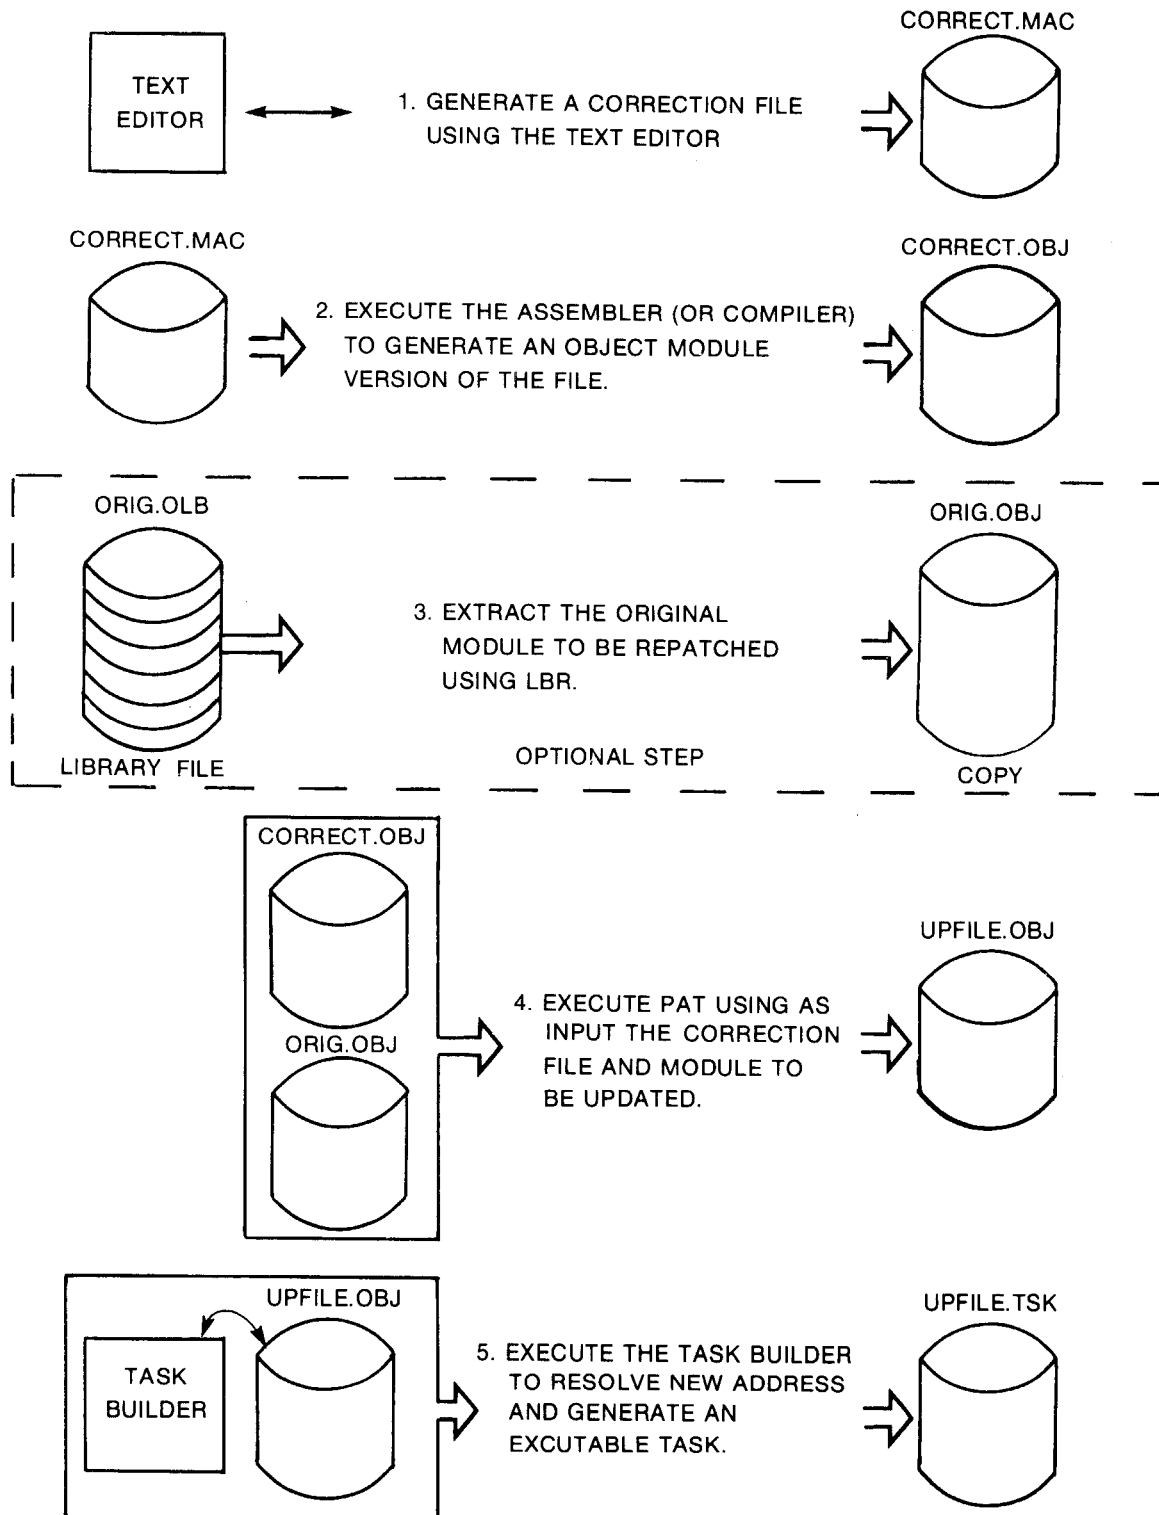 CORRECT.MAC
TEXT
EDITOR
1. GENERATE A CORRECTION FILE
USING THE TEXT EDITOR
CORRECT.MAC
CORRECT.OBJ
2. EXECUTE THE ASSEMBLER (OR COMPILER)
TO GENERATE AN OBJECT MODULE
VERSION OF THE FILE.
ORIG.OLB
ORIG.OBJ
3. EXTRACT THE ORIGINAL
MODULE TO BE REPATCHED
USING LBR.
LIBRARY FILE
OPTIONAL STEP
COPY
CORRECT.OBJ
ORIG.OBJ
4. EXECUTE PAT USING AS
INPUT THE CORRECTION
FILE AND MODULE TO
BE UPDATED.
UPFILE.OBJ
UPFILE.OBJ
TASK
BUILDER
5. EXECUTE THE TASK BUILDER
TO RESOLVE NEW ADDRESS
AND GENERATE AN
EXCUTABLE TASK.
UPFILE.TSK